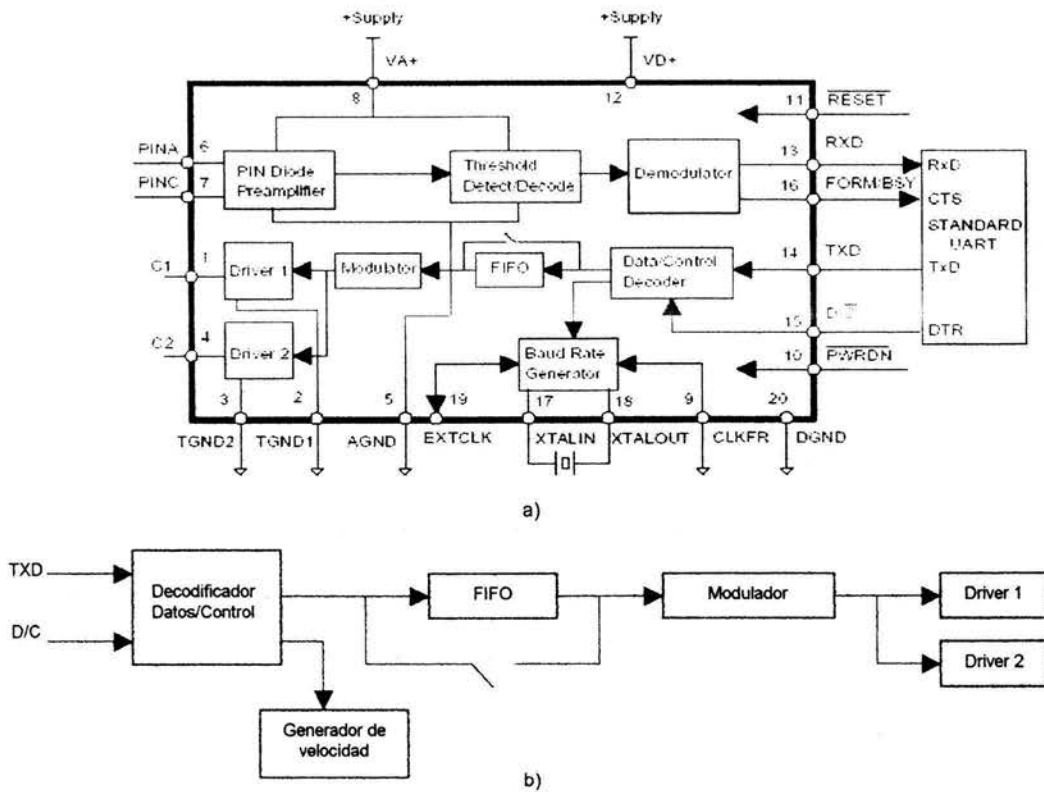 +Supply
+Supply
VA+
VD+
8
12
11
RESET
PINA
6
PIN Diode
Preamplifier
Threshold
Detect/Decode
Demodulator
13
RXD
RxD
PINC
7
16
FORM/BSY
CTS
STANDARD
UART
C1
1
Driver 1
Modulator
FIFO
Data/Control
Decoder
14
TXD
TxD
15
DTR
C2
4
Driver 2
Baud Rate
Generator
10
PWRDN
3
2
5
19
17
18
9
20
TGND2
TGND1
AGND
EXTCLK
XTALIN
XTALOUT
CLKFR
DGND
a)
TXD
D/C
Decodificador
Datos/Control
FIFO
Modulador
Driver 1
Driver 2
Generador de
velocidad
b)